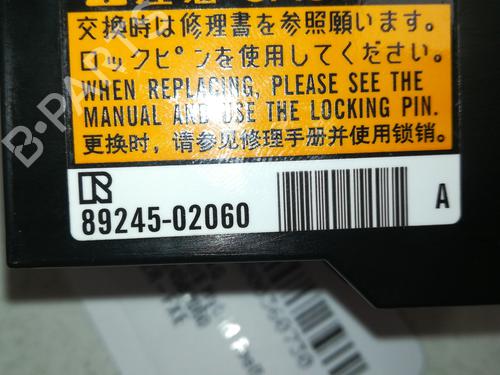 交換時は修理書を参照願います。
ロックピンを使用してください。
WHEN REPLACING, PLEASE SEE THE
MANUAL AND USE THE LOCKING PIN.
更换时，请参见修理手册并使用锁销。
89245-02060
A
B-PARTS